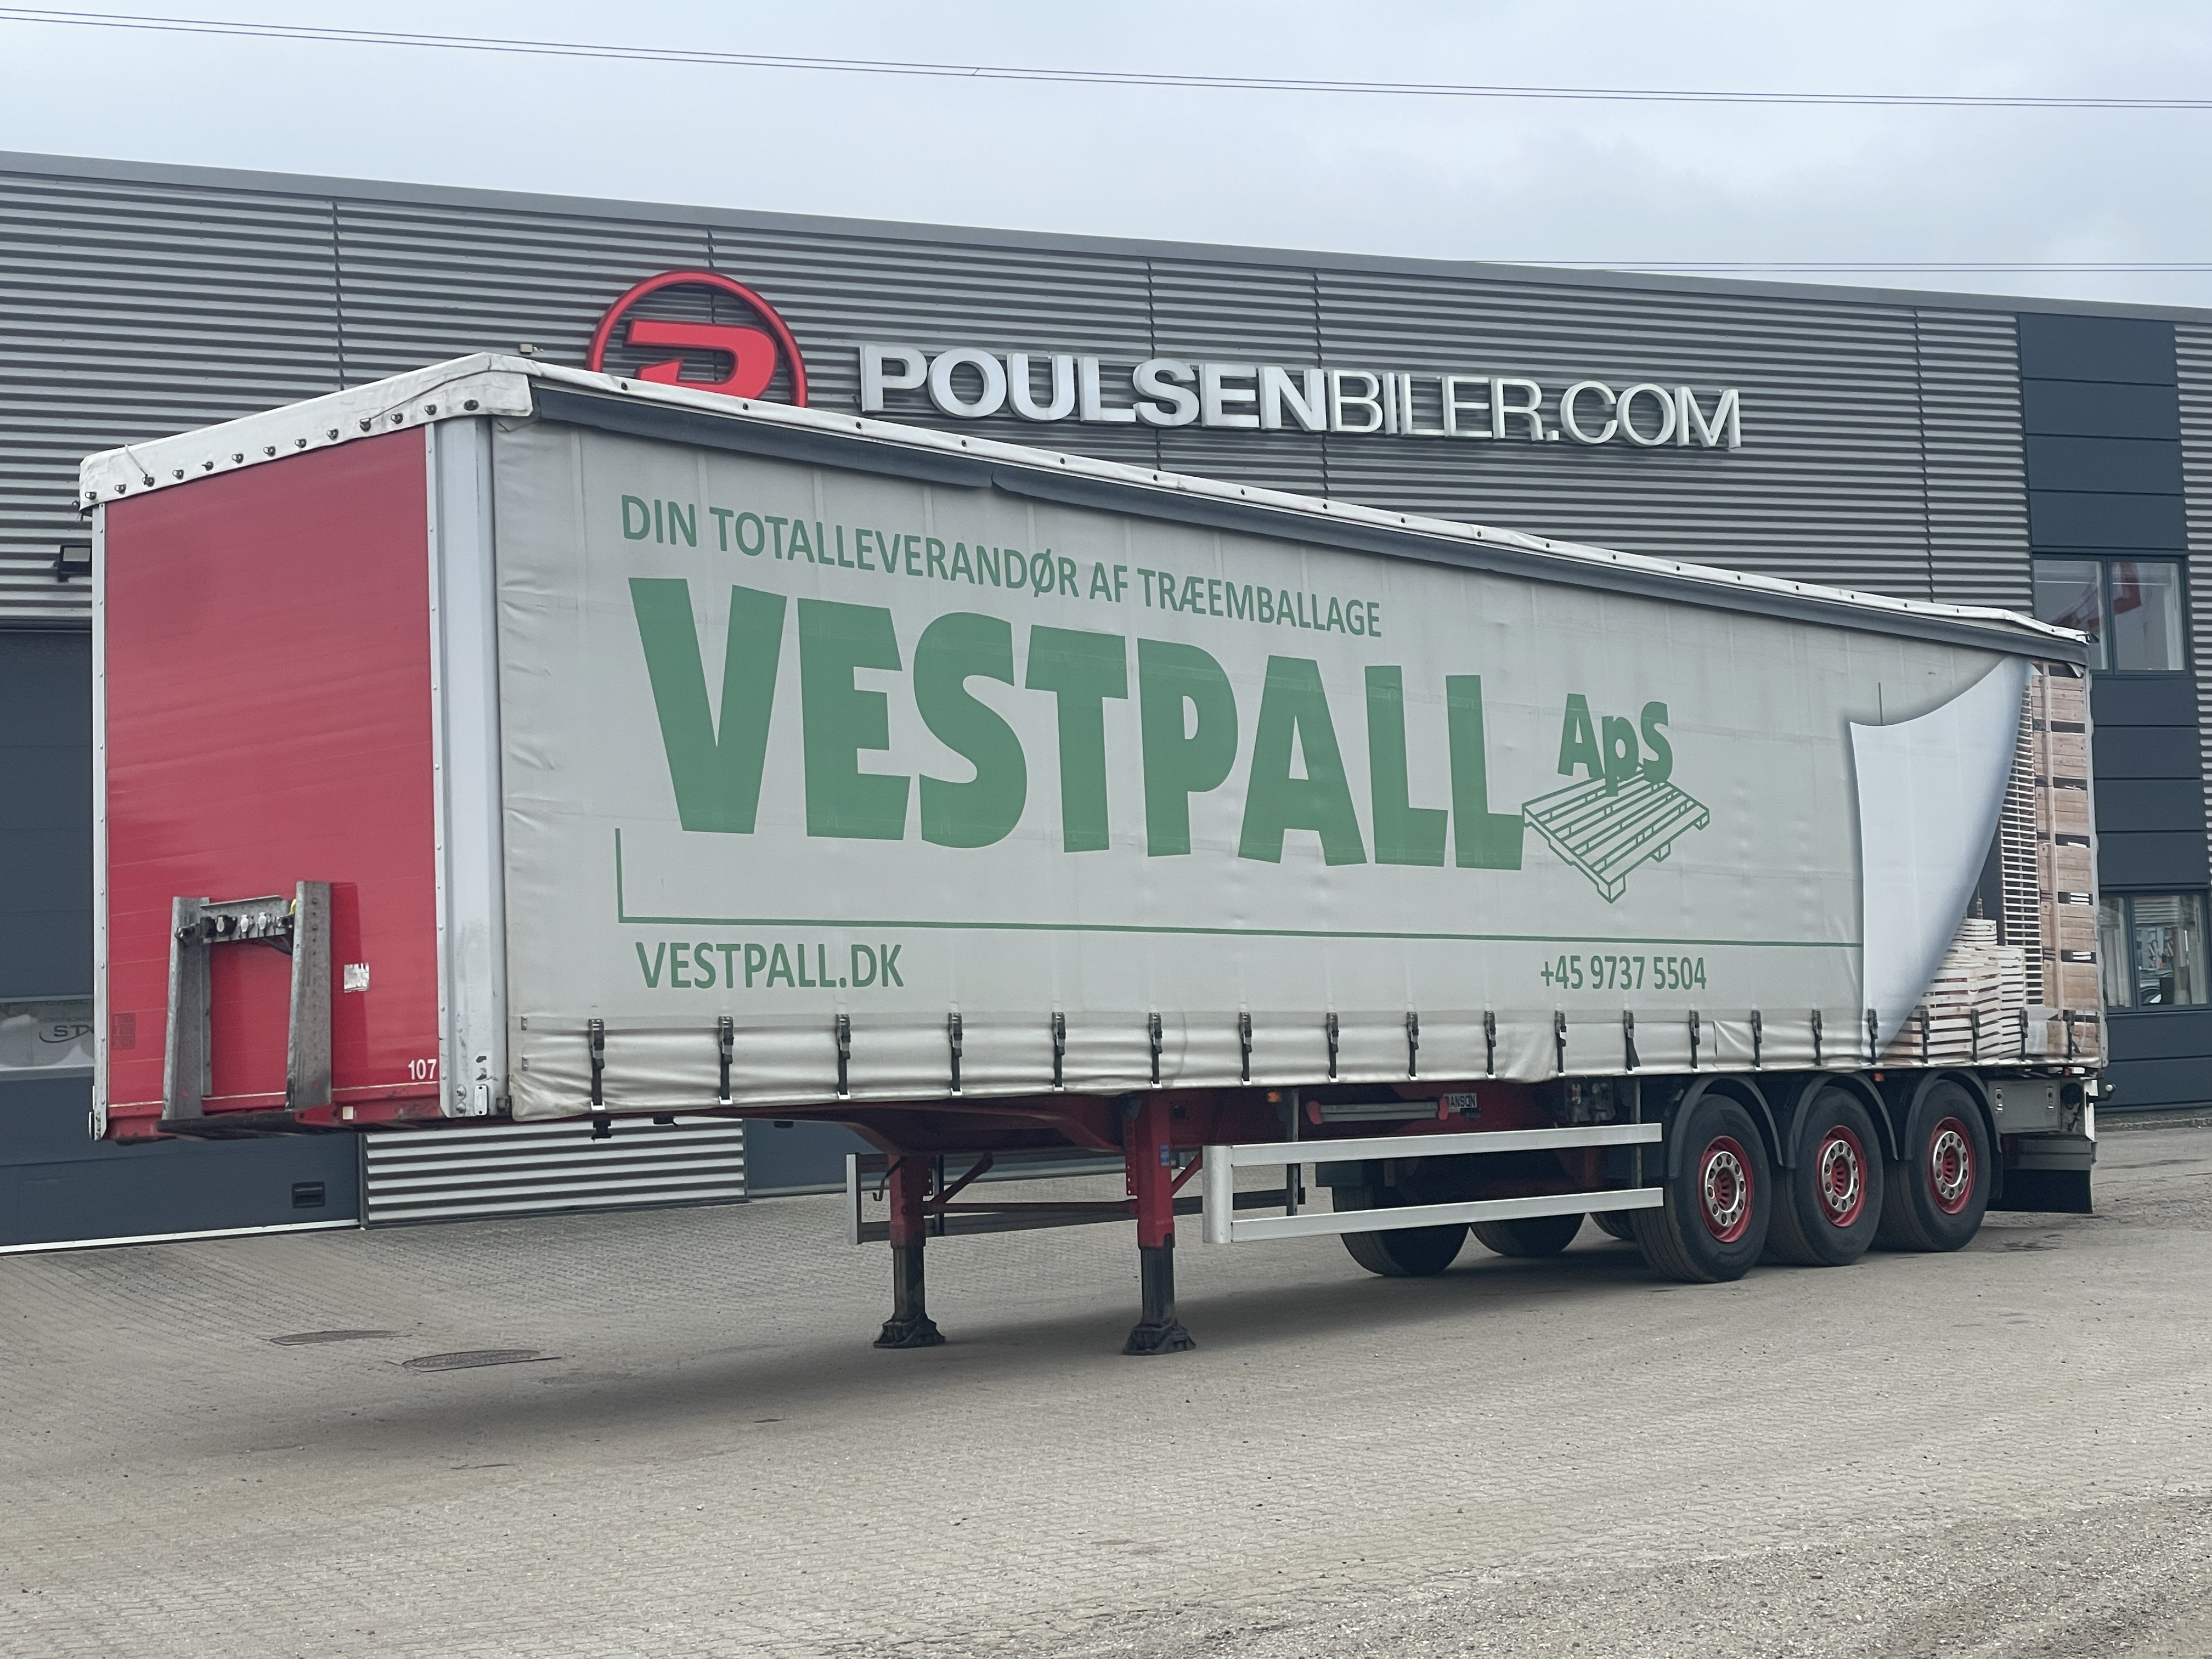 POULSENBILER.COM
DIN TOTALLEVERANDØR AF TRÆEMBALLAGE
VESTPALL ApS
VESTPALL.DK
+45 9737 5504
107